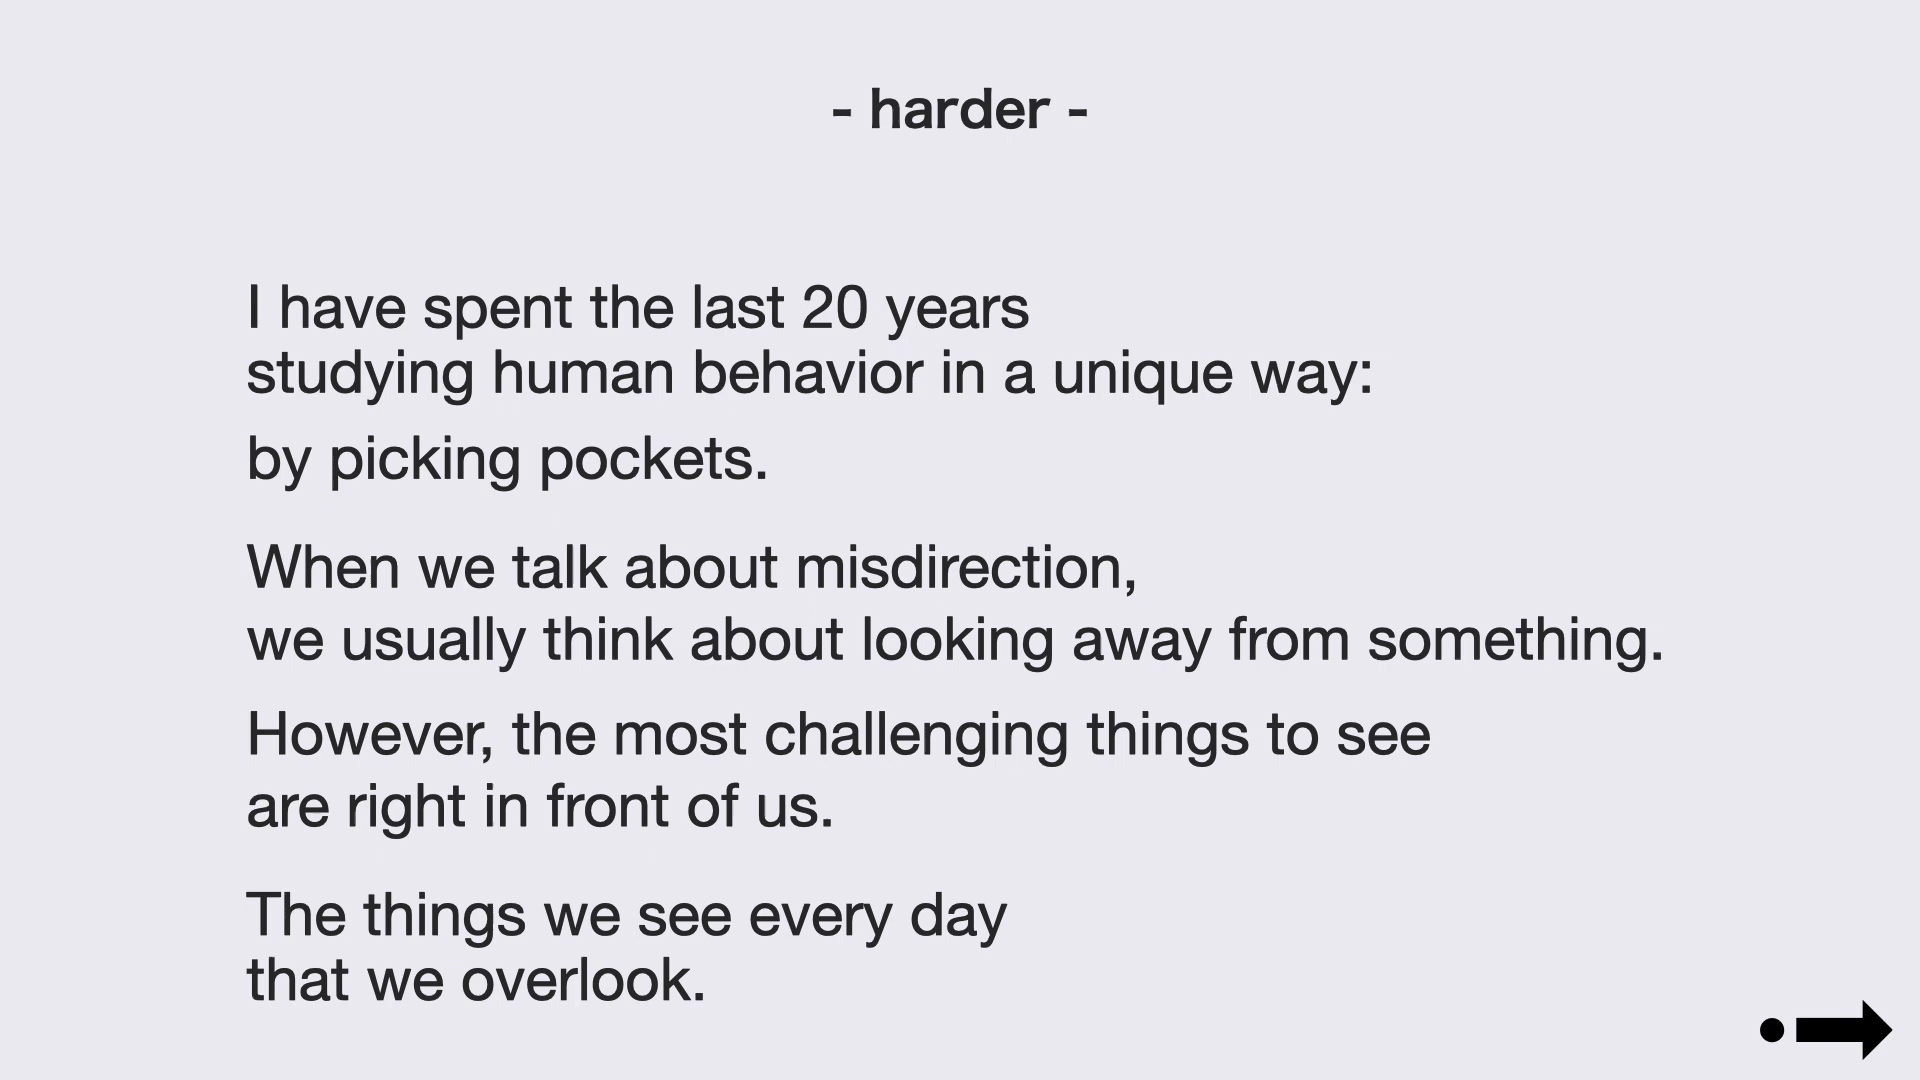 - harder -
I have spent the last 20 years
studying human behavior in a unique way:
by picking pockets.
When we talk about misdirection,
we usually think about looking away from something.
However, the most challenging things to see
are right in front of us.
The things we see every day
that we overlook.